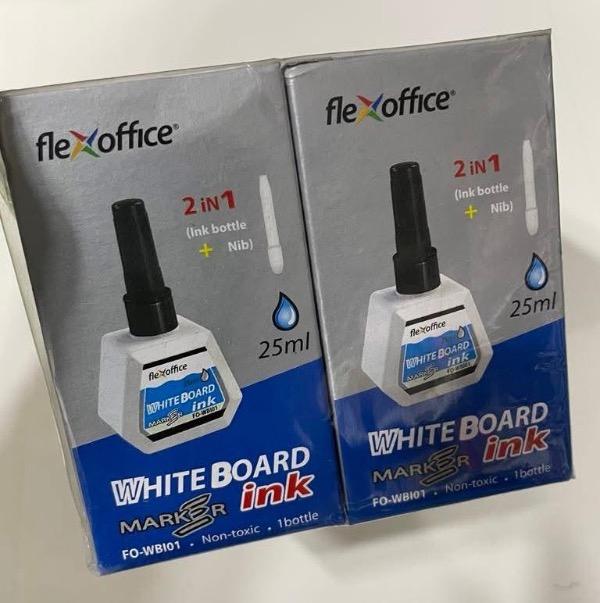 flexoffice®
2 iN 1
(Ink bottle
+ Nib)
25ml
flexoffice
WHITE BOARD
MARKER ink
FO-WBI01
WHITE BOARD
MARKER ink
FO-WBI01 • Non-toxic • 1bottle
flexoffice®
2 iN 1
(Ink bottle
+ Nib)
25ml
flexoffice
WHITE BOARD
MARKER ink
FO-WBI01
WHITE BOARD
MARKER ink
FO-WBI01 • Non-toxic • 1bottle